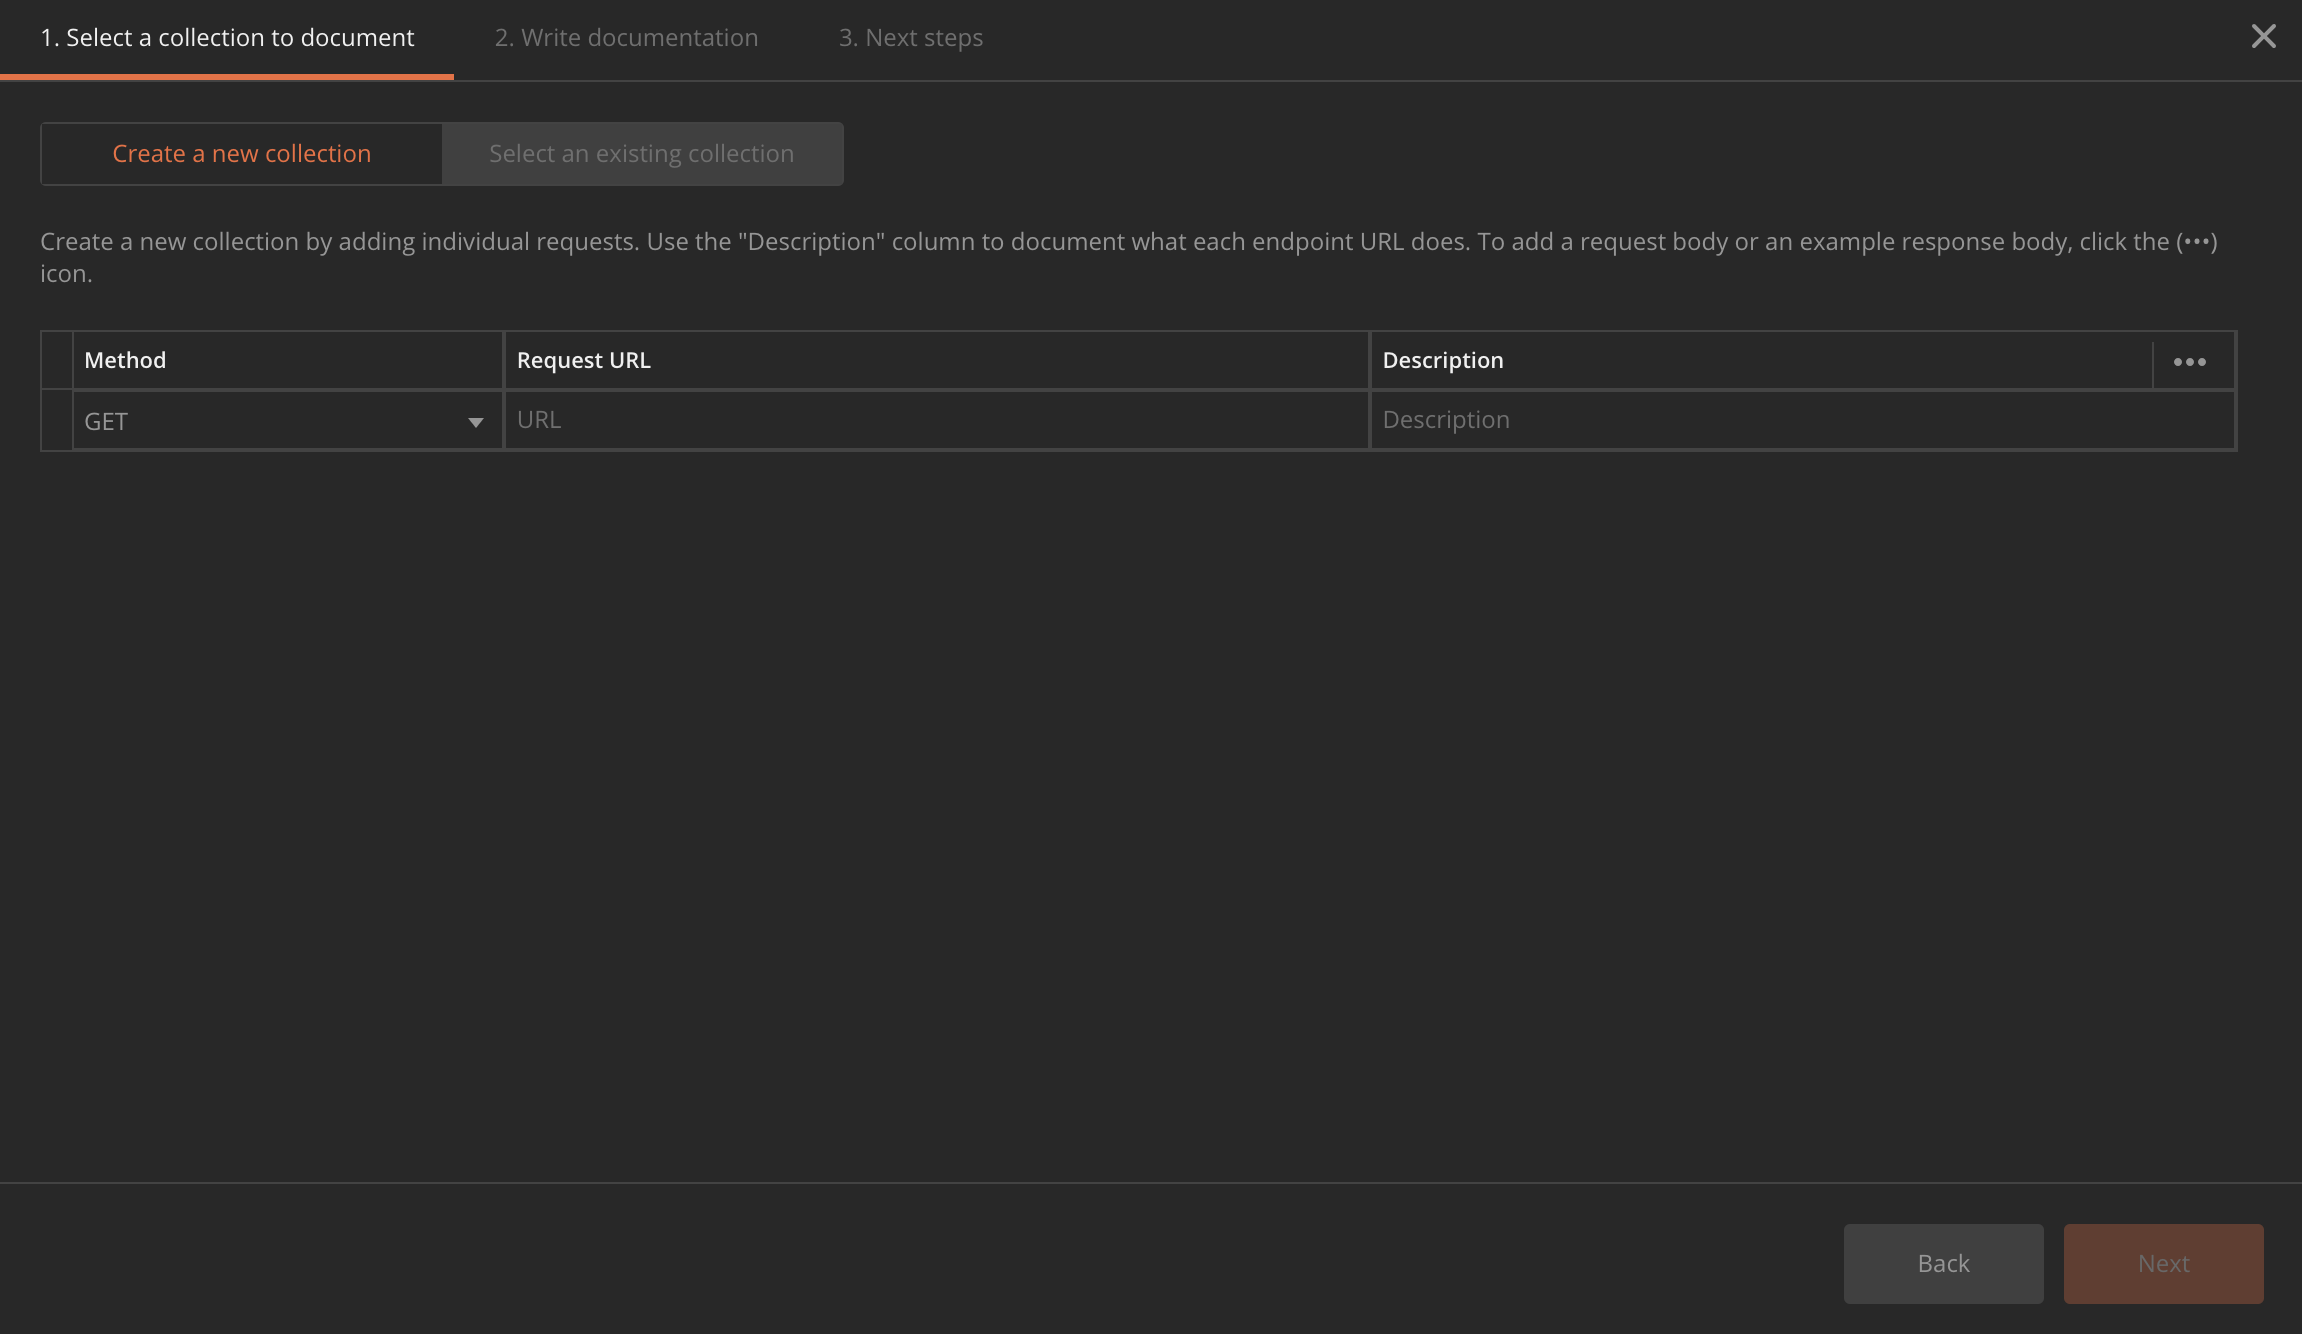 1. Select a collection to document
2. Write documentation
3. Next steps
Create a new collection
Select an existing collection
Create a new collection by adding individual requests. Use the "Description" column to document what each endpoint URL does. To add a request body or an example response body, click the (•••)
icon.
Method
Request URL
Description
GET
URL
Description
Back
Next